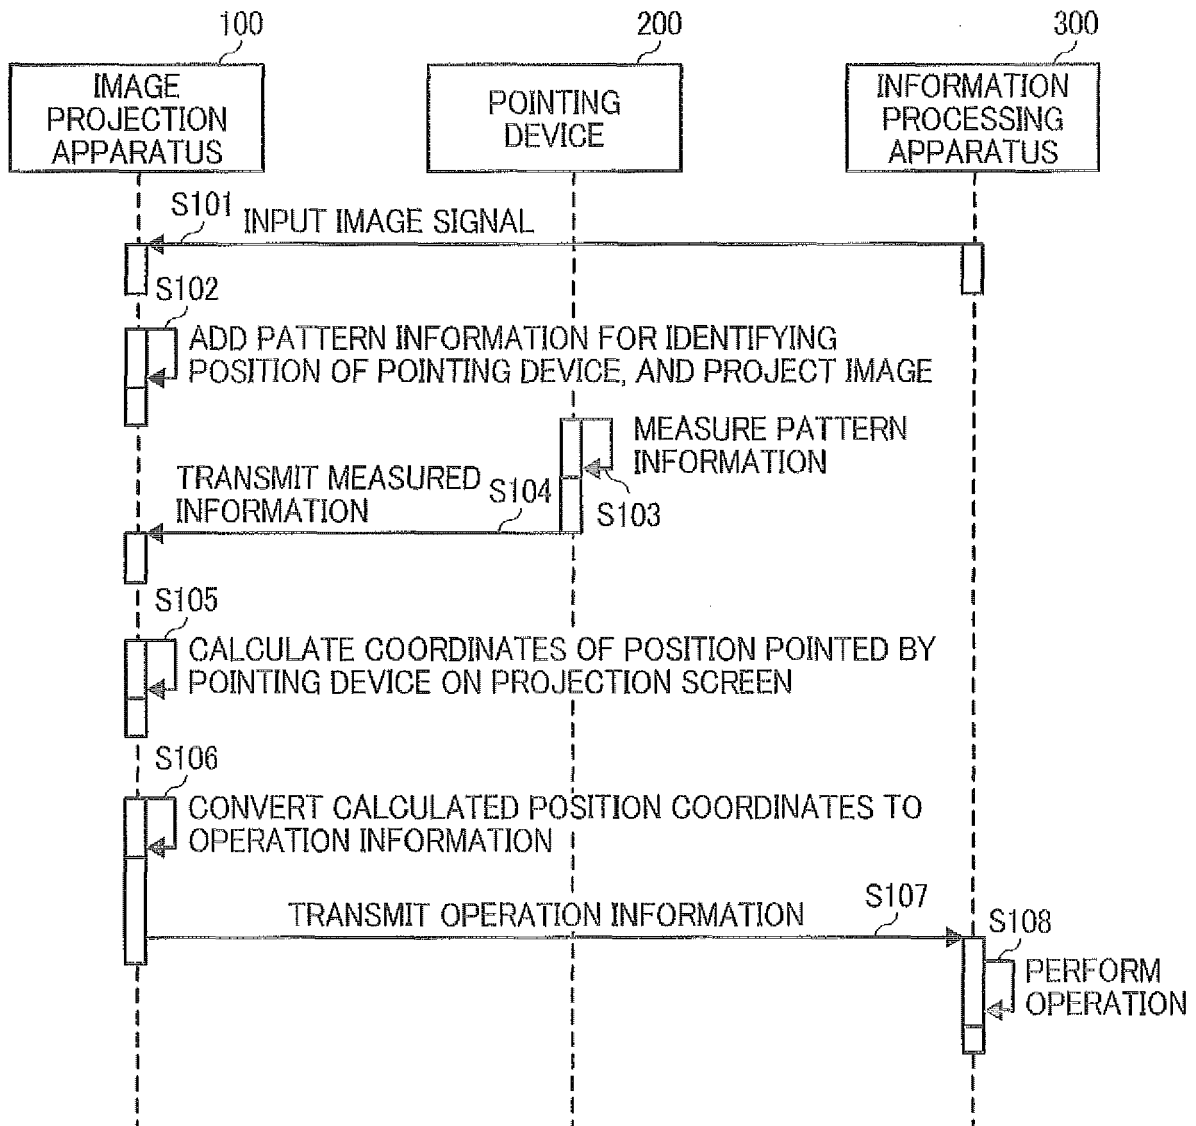 100
200
300
IMAGE
PROJECTION
APPARATUS
POINTING
DEVICE
INFORMATION
PROCESSING
APPARATUS
S101
INPUT IMAGE SIGNAL
S102
ADD PATTERN INFORMATION FOR IDENTIFYING
POSITION OF POINTING DEVICE, AND PROJECT IMAGE
MEASURE PATTERN
INFORMATION
S103
TRANSMIT MEASURED
INFORMATION
S104
S105
CALCULATE COORDINATES OF POSITION POINTED BY
POINTING DEVICE ON PROJECTION SCREEN
S106
CONVERT CALCULATED POSITION COORDINATES TO
OPERATION INFORMATION
TRANSMIT OPERATION INFORMATION
S107
S108
PERFORM
OPERATION